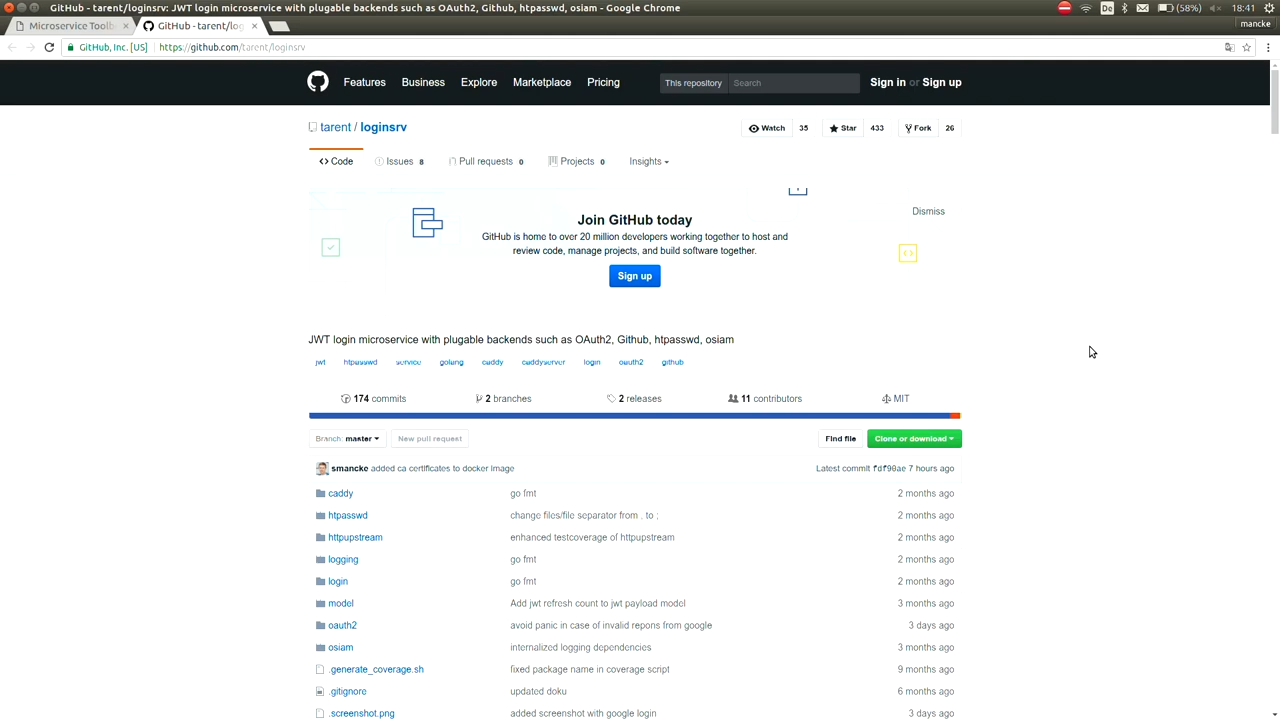 GitHub - tarent/loginsrv: JWT login microservice with plugable backends such as OAuth2, Github, htpasswd, osiam - Google Chrome
De (58%) 18:41
Microservice Toolb × GitHub - tarent/log × mancke
GitHub, Inc. [US] https://github.com/tarent/loginsrv
Features Business Explore Marketplace Pricing This repository Search Sign in or Sign up
tarent / loginsrv Watch 35 Star 433 Fork 26
Code Issues 8 Pull requests 0 Projects 0 Insights
Join GitHub today
Dismiss
GitHub is home to over 20 million developers working together to host and
review code, manage projects, and build software together.
Sign up
JWT login microservice with plugable backends such as OAuth2, Github, htpasswd, osiam
jwt htpasswd service golang caddy caddyserver login oauth2 github
174 commits 2 branches 2 releases 11 contributors MIT
Branch: master New pull request Find file Clone or download
smancke added ca certificates to docker image Latest commit fdf90ae 7 hours ago
caddy go fmt 2 months ago
htpasswd change files/file separator from , to ; 2 months ago
httpupstream enhanced testcoverage of httpupstream 2 months ago
logging go fmt 2 months ago
login go fmt 2 months ago
model Add jwt refresh count to jwt payload model 3 months ago
oauth2 avoid panic in case of invalid repons from google 3 days ago
osiam internalized logging dependencies 3 months ago
.generate_coverage.sh fixed package name in coverage script 9 months ago
.gitignore updated doku 6 months ago
.screenshot.png added screenshot with google login 3 days ago